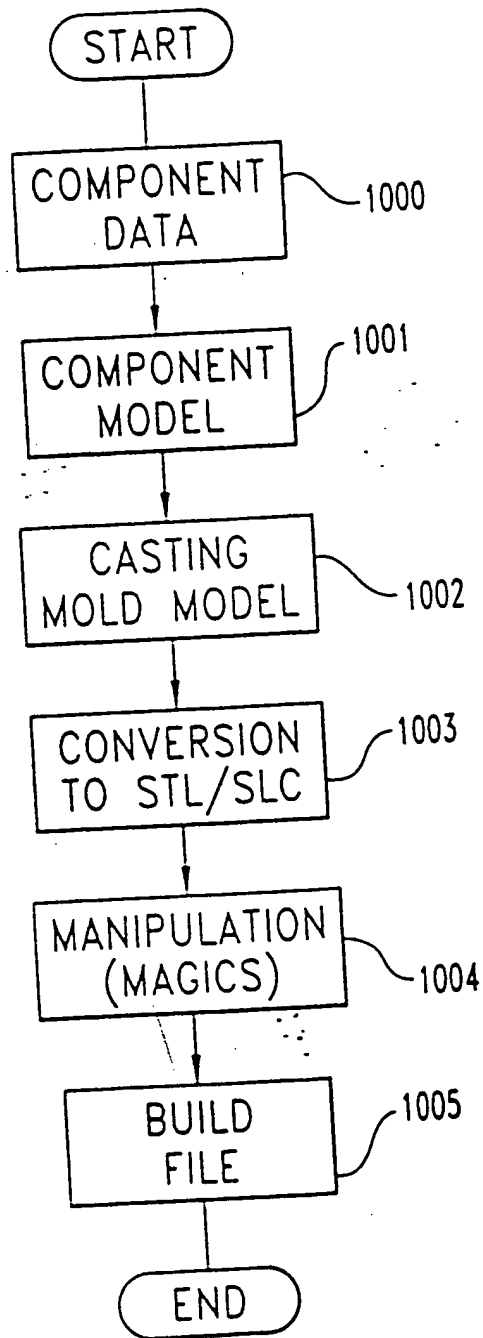 START
COMPONENT
DATA
1000
COMPONENT
MODEL
1001
CASTING
MOLD MODEL
1002
CONVERSION
TO STL/SLC
1003
MANIPULATION
(MAGICS)
1004
BUILD
FILE
1005
END